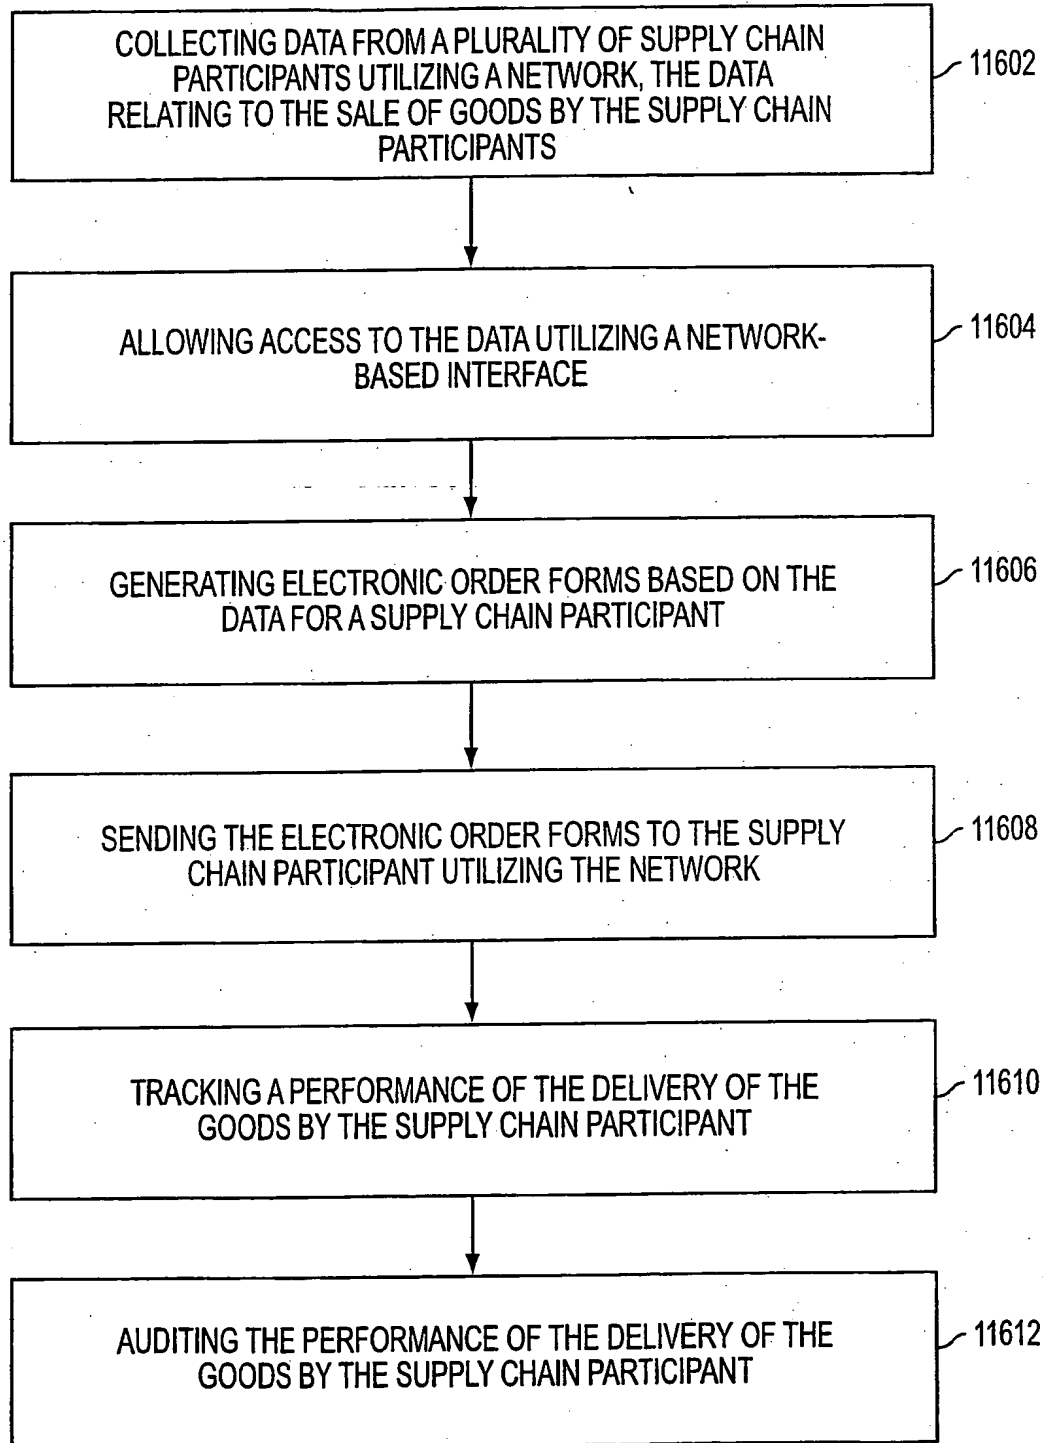 COLLECTING DATA FROM A PLURALITY OF SUPPLY CHAIN
PARTICIPANTS UTILIZING A NETWORK, THE DATA
RELATING TO THE SALE OF GOODS BY THE SUPPLY CHAIN
PARTICIPANTS
11602
ALLOWING ACCESS TO THE DATA UTILIZING A NETWORK-
BASED INTERFACE
11604
GENERATING ELECTRONIC ORDER FORMS BASED ON THE
DATA FOR A SUPPLY CHAIN PARTICIPANT
11606
SENDING THE ELECTRONIC ORDER FORMS TO THE SUPPLY
CHAIN PARTICIPANT UTILIZING THE NETWORK
11608
TRACKING A PERFORMANCE OF THE DELIVERY OF THE
GOODS BY THE SUPPLY CHAIN PARTICIPANT
11610
AUDITING THE PERFORMANCE OF THE DELIVERY OF THE
GOODS BY THE SUPPLY CHAIN PARTICIPANT
11612